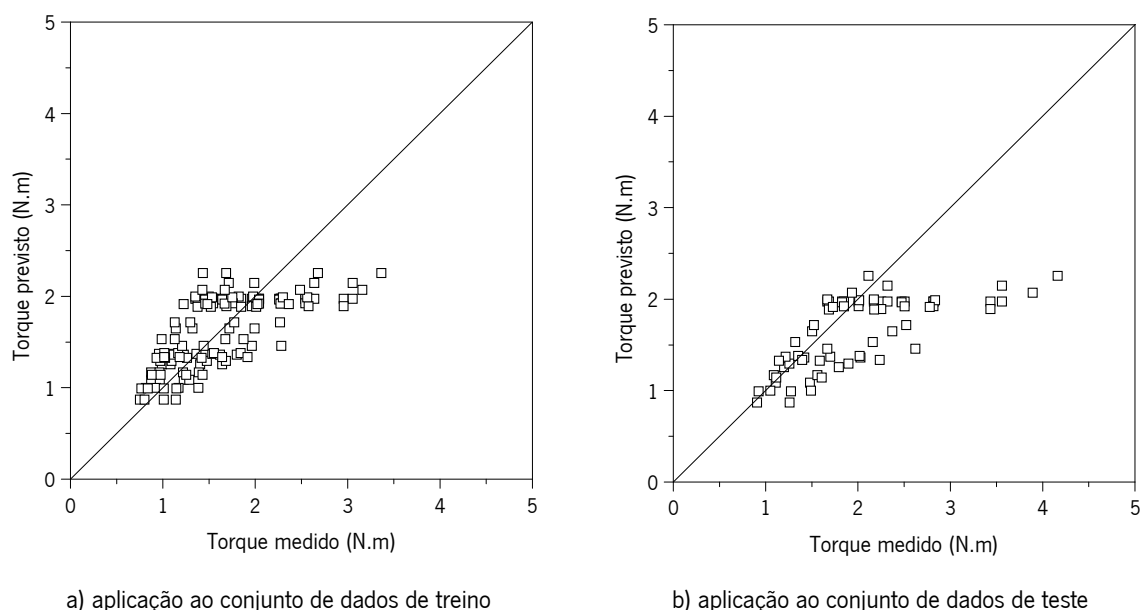 5
4
3
2
1
0
Torque previsto (N.m)
0 1 2 3 4 5
Torque medido (N.m)
a) aplicação ao conjunto de dados de treino
5
4
3
2
1
0
Torque previsto (N.m)
0 1 2 3 4 5
Torque medido (N.m)
b) aplicação ao conjunto de dados de teste